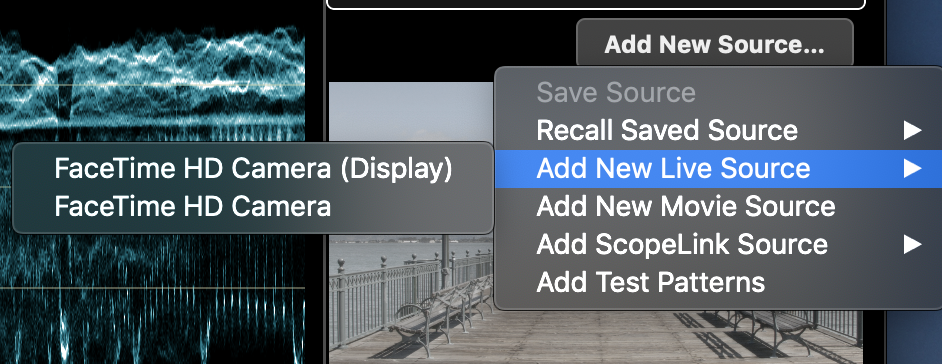 Add New Source...
Save Source
Recall Saved Source
Add New Live Source
Add New Movie Source
Add ScopeLink Source
Add Test Patterns
FaceTime HD Camera (Display)
FaceTime HD Camera